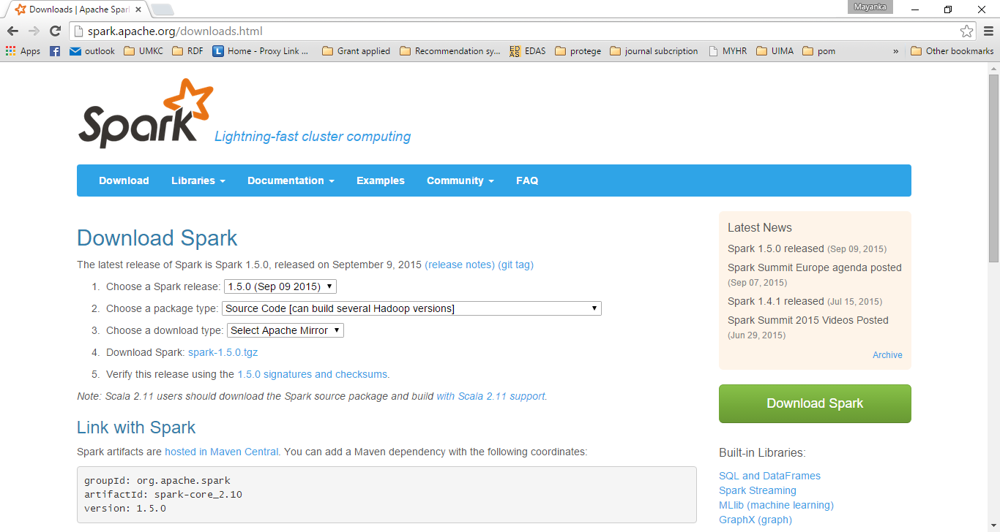 Downloads | Apache Spar
Mayanka
spark.apache.org/downloads.html
Apps outlook UMKC RDF Home - Proxy Link ... Grant applied Recommendation sy... EDAS EDAS protege journal subcription MYHR UIMA pom » Other bookmarks
Spark Lightning-fast cluster computing
Download Libraries Documentation Examples Community FAQ
Download Spark
The latest release of Spark is Spark 1.5.0, released on September 9, 2015 (release notes) (git tag)
1. Choose a Spark release: 1.5.0 (Sep 09 2015)
2. Choose a package type: Source Code [can build several Hadoop versions]
3. Choose a download type: Select Apache Mirror
4. Download Spark: spark-1.5.0.tgz
5. Verify this release using the 1.5.0 signatures and checksums.
Note: Scala 2.11 users should download the Spark source package and build with Scala 2.11 support.
Link with Spark
Spark artifacts are hosted in Maven Central. You can add a Maven dependency with the following coordinates:
groupId: org.apache.spark
artifactId: spark-core_2.10
version: 1.5.0
Latest News
Spark 1.5.0 released (Sep 09, 2015)
Spark Summit Europe agenda posted
(Sep 07, 2015)
Spark 1.4.1 released (Jul 15, 2015)
Spark Summit 2015 Videos Posted
(Jun 29, 2015)
Archive
Download Spark
Built-in Libraries:
SQL and DataFrames
Spark Streaming
MLlib (machine learning)
GraphX (graph)